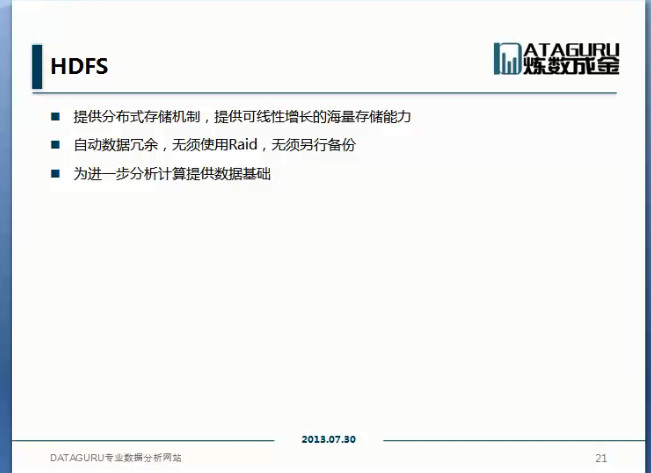 HDFS
DATAGURU
炼数成金
提供分布式存储机制，提供可线性增长的海量存储能力
自动数据冗余，无须使用Raid，无须另行备份
为进一步分析计算提供数据基础
2013.07.30
DATAGURU专业数据分析网站
21